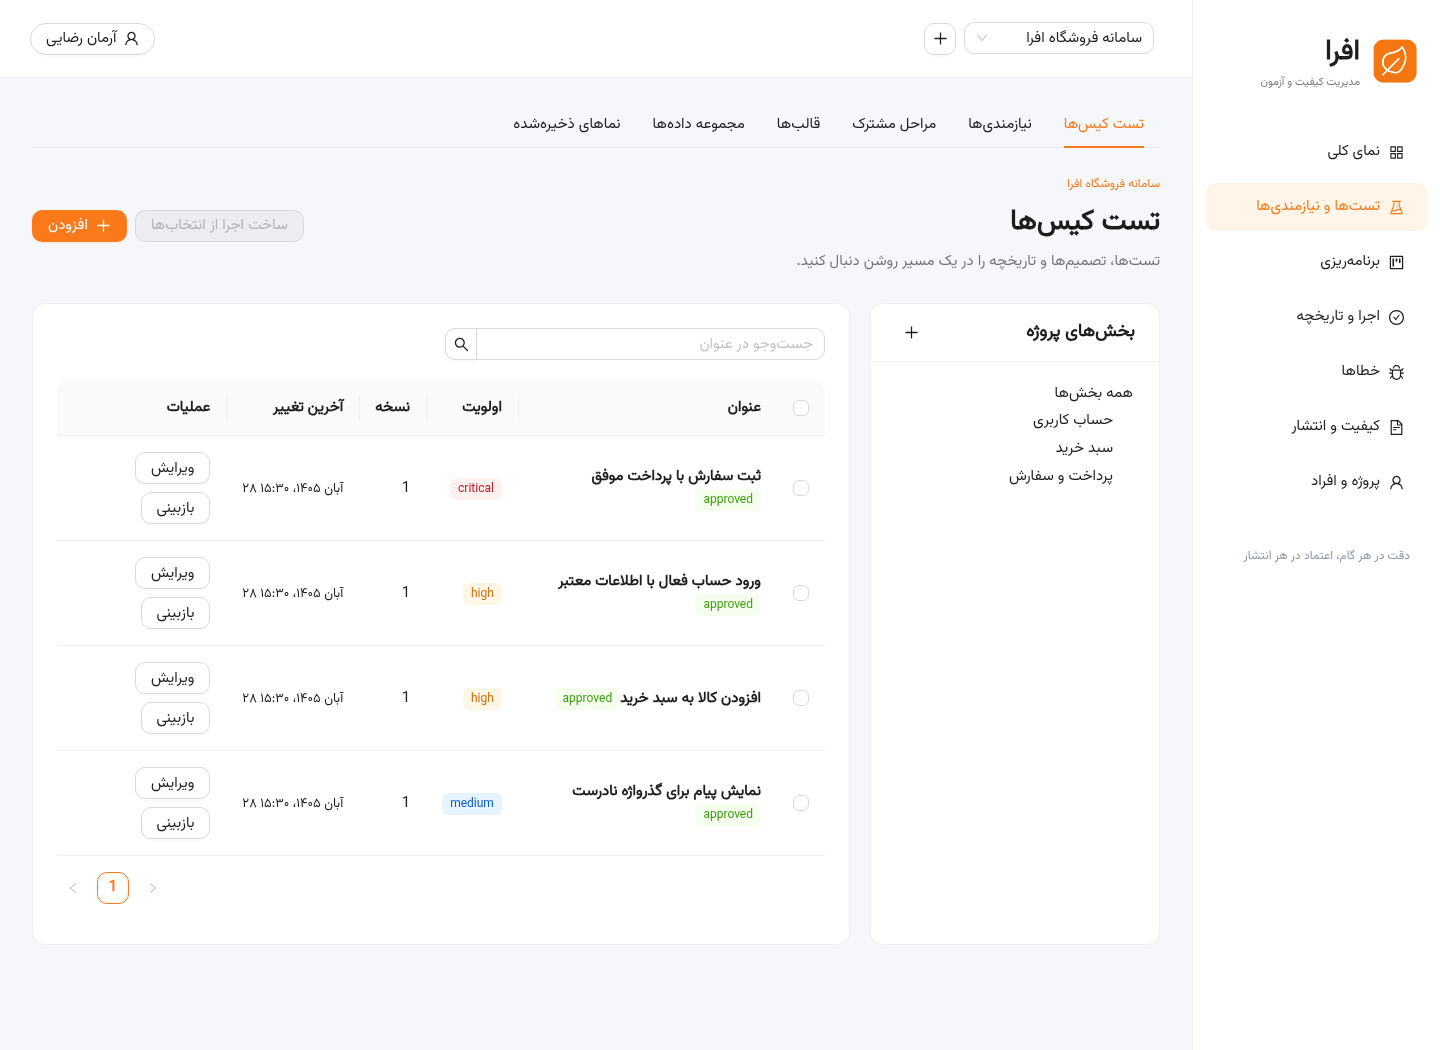 افرا
مدیریت کیفیت و آزمون
نمای کلی
تست‌ها و نیازمندی‌ها
برنامه‌ریزی
اجرا و تاریخچه
خطاها
کیفیت و انتشار
پروژه و افراد
دقت در هر گام، اعتماد در هر انتشار
سامانه فروشگاه افرا
آرمان رضایی
تست کیس‌ها
نیازمندی‌ها
مراحل مشترک
قالب‌ها
مجموعه داده‌ها
نماهای ذخیره‌شده
سامانه فروشگاه افرا
تست کیس‌ها
تست‌ها، تصمیم‌ها و تاریخچه را در یک مسیر روشن دنبال کنید.
ساخت اجرا از انتخاب‌ها
افزودن
بخش‌های پروژه
همه بخش‌ها
حساب کاربری
سبد خرید
پرداخت و سفارش
جست‌وجو در عنوان
عنوان اولویت نسخه آخرین تغییر عملیات
ثبت سفارش با پرداخت موفق
approved
critical
1
۲۸ آبان ۱۴۰۵، ۱۵:۳۰
ویرایش
بازبینی
ورود حساب فعال با اطلاعات معتبر
approved
high
1
۲۸ آبان ۱۴۰۵، ۱۵:۳۰
ویرایش
بازبینی
افزودن کالا به سبد خرید approved
high
1
۲۸ آبان ۱۴۰۵، ۱۵:۳۰
ویرایش
بازبینی
نمایش پیام برای گذرواژه نادرست
approved
medium
1
۲۸ آبان ۱۴۰۵، ۱۵:۳۰
ویرایش
بازبینی
1